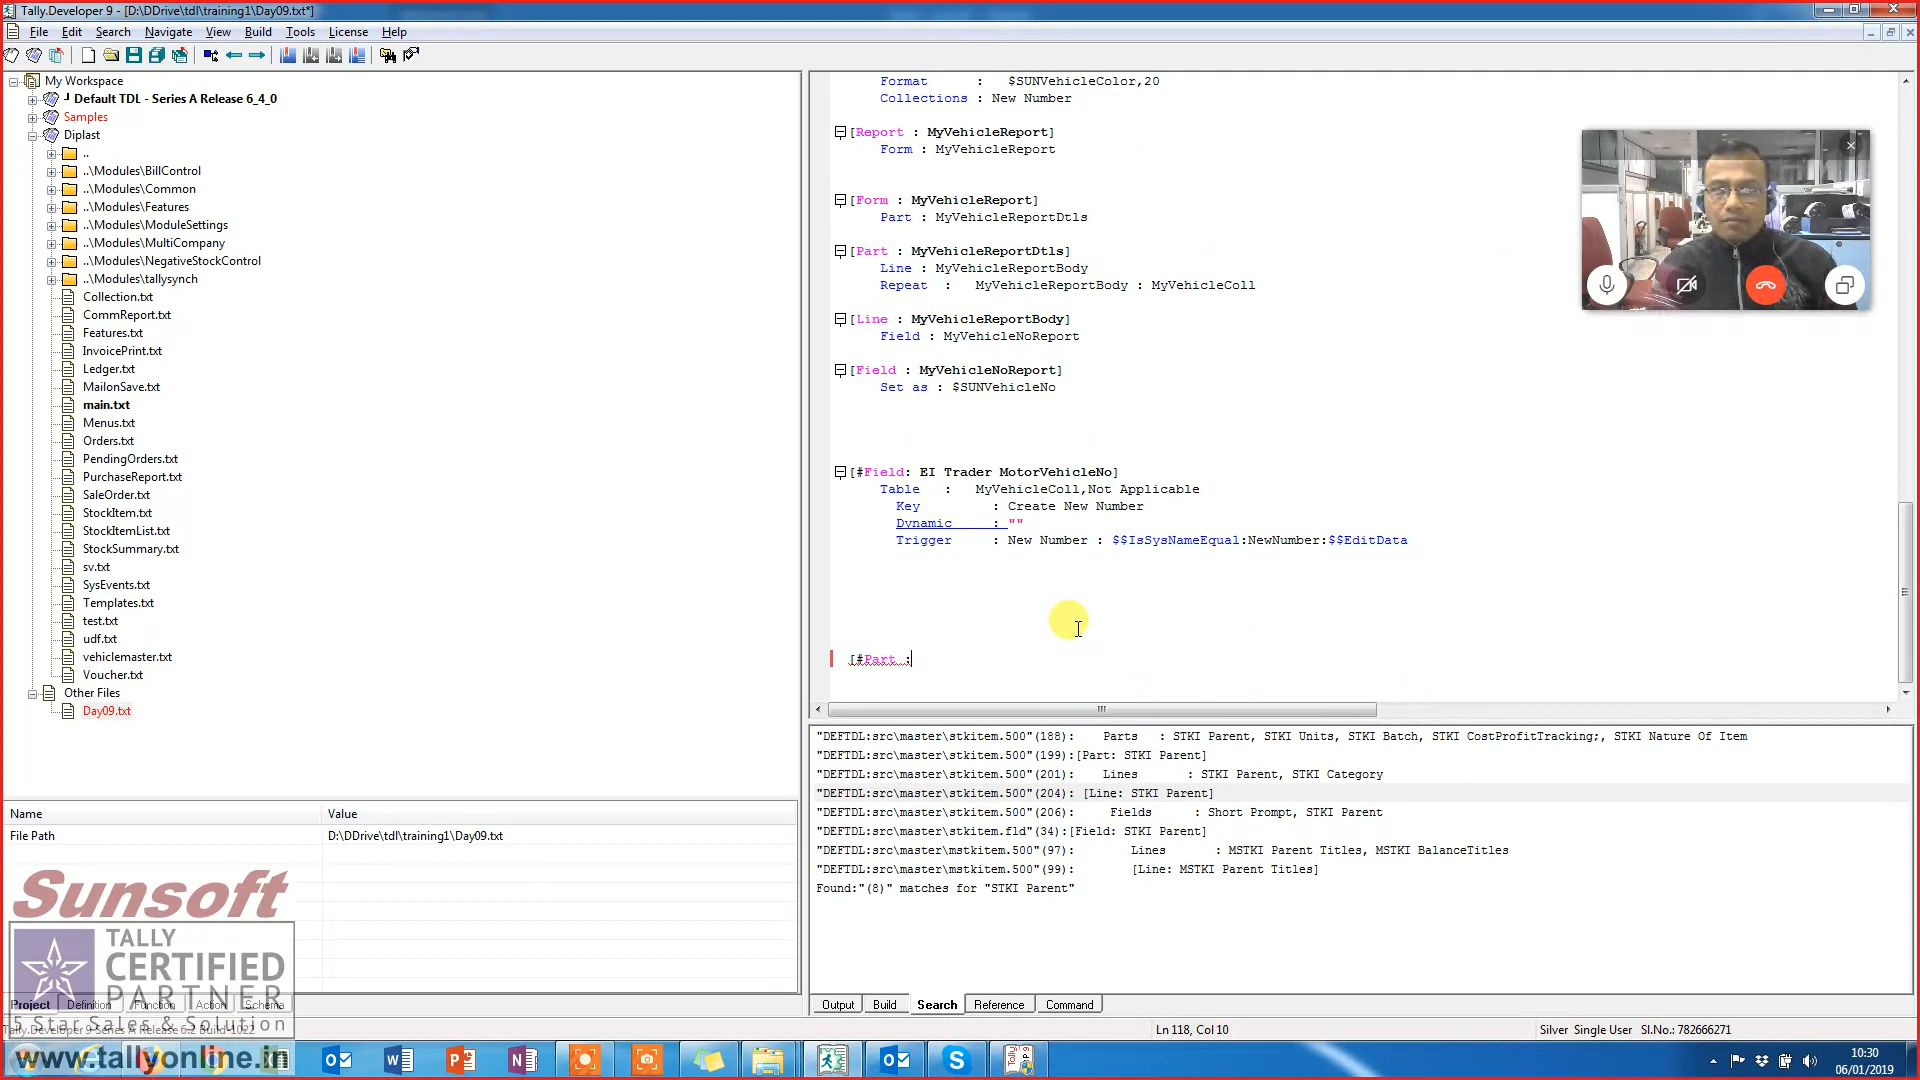 Tally.Developer 9 - [D:\DDrive\tdl\training1\Day09.txt*]
File Edit Search Navigate View Build Tools License Help
My Workspace
Default TDL - Series A Release 6_4_0
Samples
Diplast
..
..\Modules\BillControl
..\Modules\Common
..\Modules\Features
..\Modules\ModuleSettings
..\Modules\MultiCompany
..\Modules\NegativeStockControl
..\Modules\tallysynch
Collection.txt
CommReport.txt
Features.txt
InvoicePrint.txt
Ledger.txt
MailonSave.txt
main.txt
Menus.txt
Orders.txt
PendingOrders.txt
PurchaseReport.txt
SaleOrder.txt
StockItem.txt
StockItemList.txt
StockSummary.txt
sv.txt
SysEvents.txt
Templates.txt
test.txt
udf.txt
vehiclemaster.txt
Voucher.txt
Other Files
Day09.txt
Name Value
File Path D:\DDrive\tdl\training1\Day09.txt
Sunsoft
TALLY
CERTIFIED
PARTNER
5 Star Sales & Solution
www.tallyonline.in
Project Definition Function Action Schema
Tally.Developer 9 Series A Release 6.2 Build-1022
Format : $SUNVehicleColor,20
Collections : New Number
[Report : MyVehicleReport]
Form : MyVehicleReport
[Form : MyVehicleReport]
Part : MyVehicleReportDtls
[Part : MyVehicleReportDtls]
Line : MyVehicleReportBody
Repeat : MyVehicleReportBody : MyVehicleColl
[Line : MyVehicleReportBody]
Field : MyVehicleNoReport
[Field : MyVehicleNoReport]
Set as : $SUNVehicleNo
[#Field: EI Trader MotorVehicleNo]
Table : MyVehicleColl,Not Applicable
Key : Create New Number
Dynamic : ""
Trigger : New Number : $$IsSysNameEqual:NewNumber:$$EditData
[#Part :
"DEFTDL:src\master\stkitem.500"(188): Parts : STKI Parent, STKI Units, STKI Batch, STKI CostProfitTracking;, STKI Nature Of Item
"DEFTDL:src\master\stkitem.500"(199):[Part: STKI Parent]
"DEFTDL:src\master\stkitem.500"(201): Lines : STKI Parent, STKI Category
"DEFTDL:src\master\stkitem.500"(204): [Line: STKI Parent]
"DEFTDL:src\master\stkitem.500"(206): Fields : Short Prompt, STKI Parent
"DEFTDL:src\master\stkitem.fld"(34):[Field: STKI Parent]
"DEFTDL:src\master\mstkitem.500"(97): Lines : MSTKI Parent Titles, MSTKI BalanceTitles
"DEFTDL:src\master\mstkitem.500"(99): [Line: MSTKI Parent Titles]
Found:"(8)" matches for "STKI Parent"
Output Build Search Reference Command
Ln 118, Col 10
Silver Single User Sl.No.: 782666271
10:30
06/01/2019